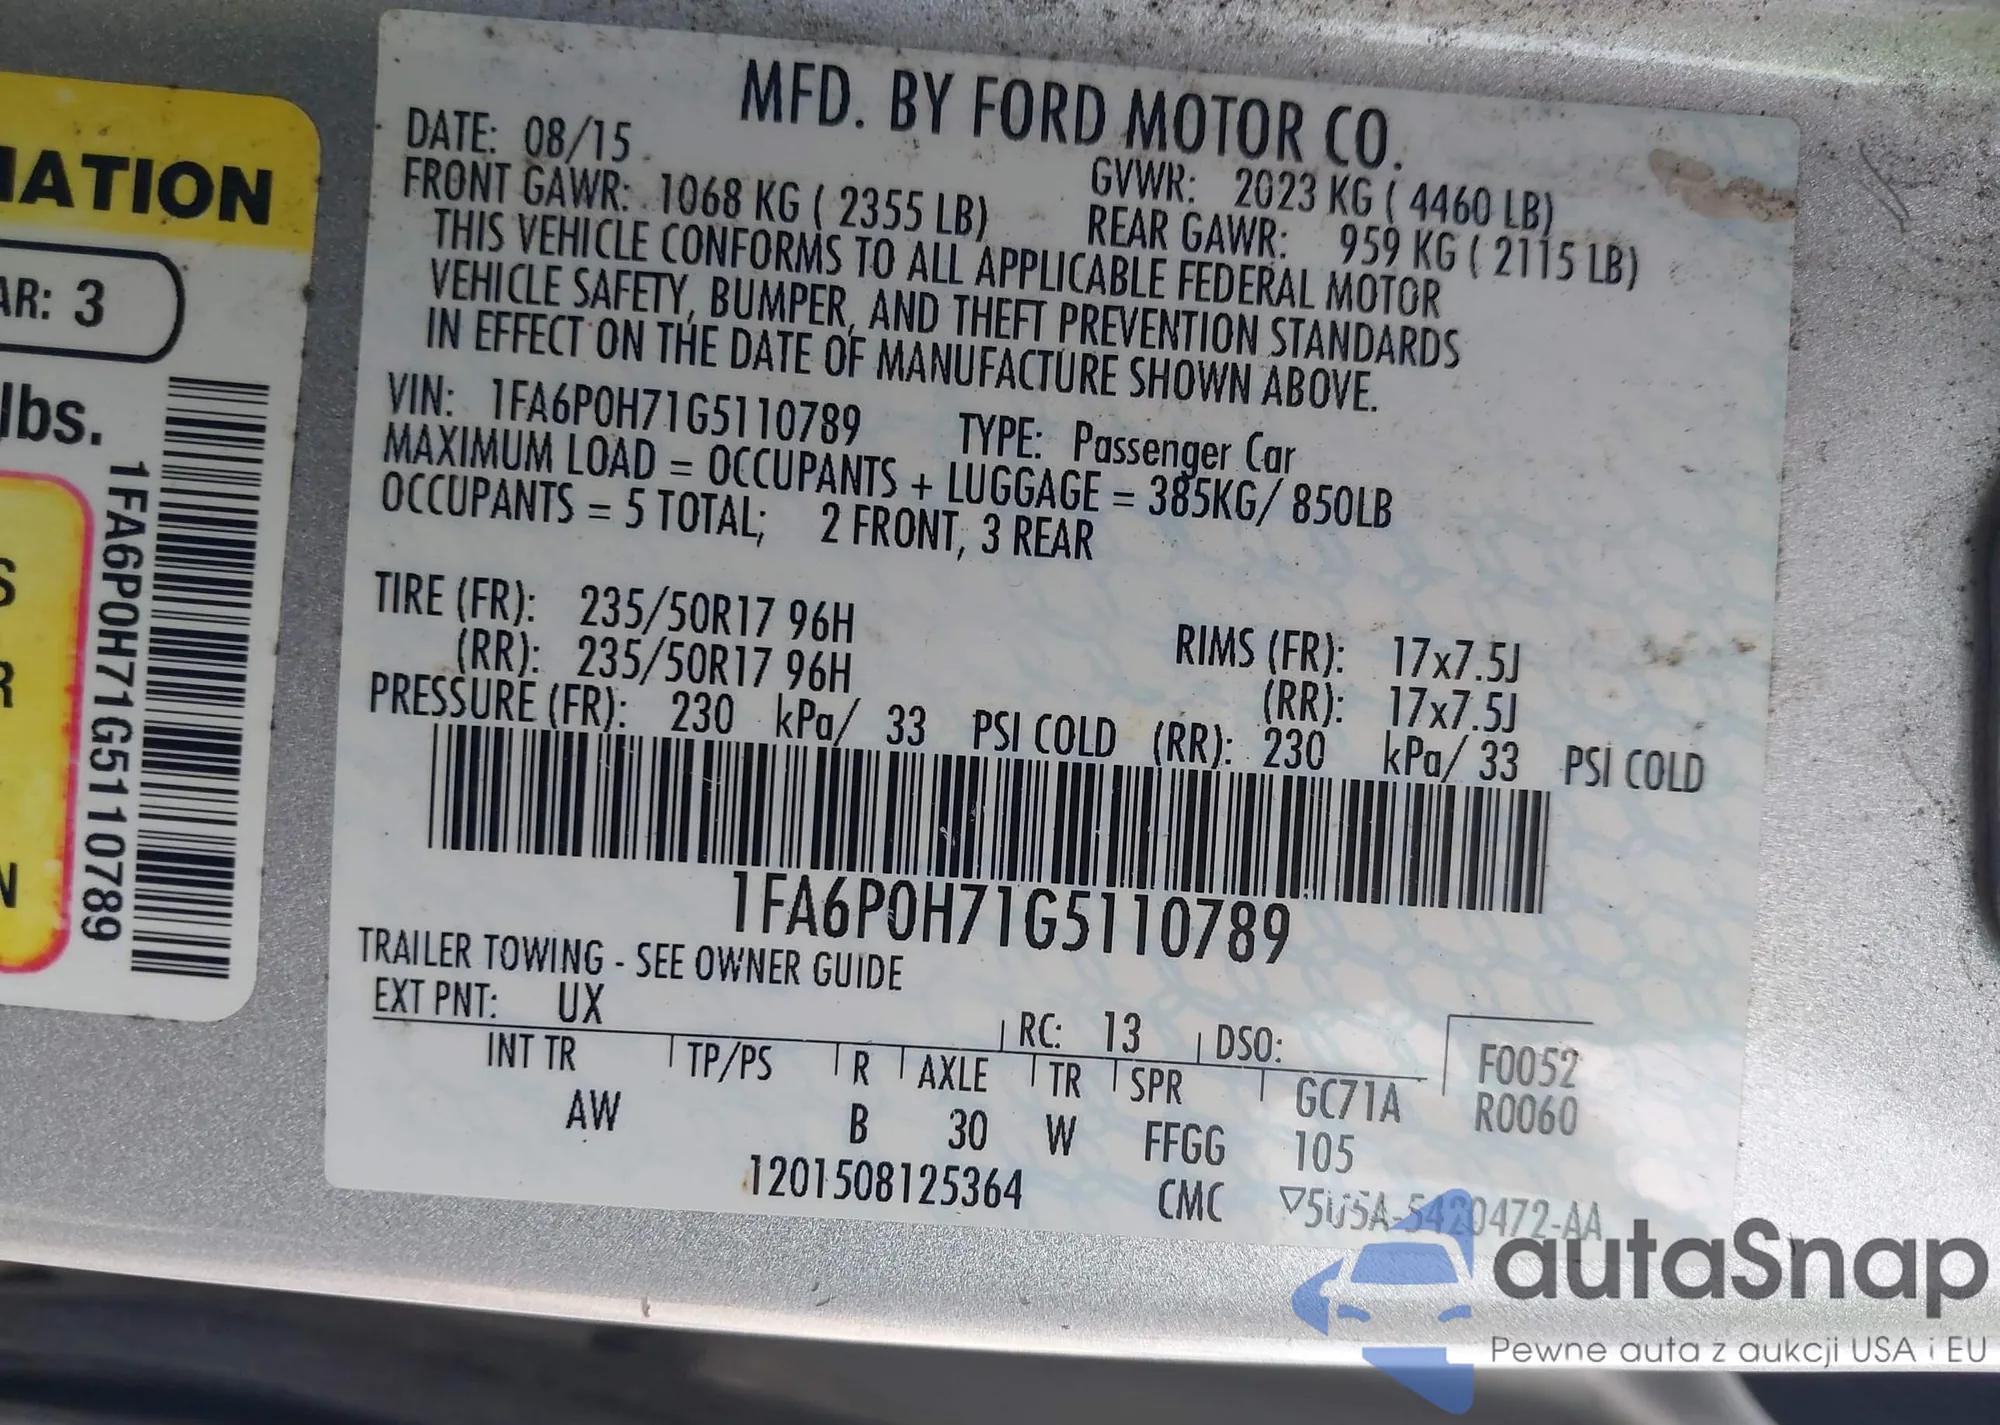 MATION
AR: 3
lbs.
1FA6P0H71G5110789
MFD. BY FORD MOTOR CO.
DATE: 08/15
GVWR: 2023 KG ( 4460 LB)
FRONT GAWR: 1068 KG ( 2355 LB)
REAR GAWR: 959 KG ( 2115 LB)
THIS VEHICLE CONFORMS TO ALL APPLICABLE FEDERAL MOTOR
VEHICLE SAFETY, BUMPER, AND THEFT PREVENTION STANDARDS
IN EFFECT ON THE DATE OF MANUFACTURE SHOWN ABOVE.
VIN: 1FA6P0H71G5110789 TYPE: Passenger Car
MAXIMUM LOAD = OCCUPANTS + LUGGAGE = 385KG/ 850LB
OCCUPANTS = 5 TOTAL; 2 FRONT, 3 REAR
TIRE (FR): 235/50R17 96H RIMS (FR): 17x7.5J
(RR): 235/50R17 96H (RR): 17x7.5J
PRESSURE (FR): 230 kPa/ 33 PSI COLD (RR): 230 kPa/ 33 PSI COLD
1FA6P0H71G5110789
TRAILER TOWING - SEE OWNER GUIDE
EXT PNT: UX RC: 13 DSO: F0052
INT TR TP/PS R AXLE TR SPR GC71A R0060
AW B 30 W FFGG 105
1201508125364 CMC ▽5U5A-5420472-AA
autaSnap
Pewne auta z aukcji USA i EU